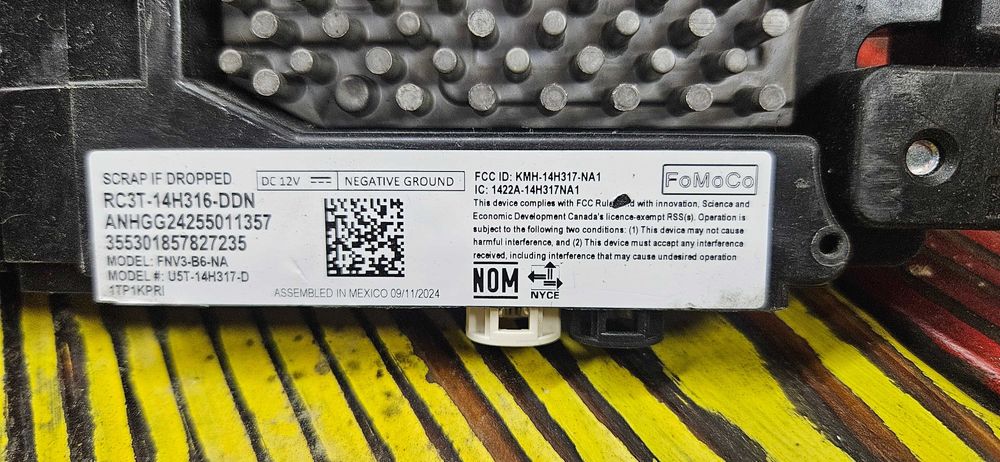 SCRAP IF DROPPED
DC 12V NEGATIVE GROUND
RC3T-14H316-DDN
ANHGG24255011357
355301857827235
MODEL: FNV3-B6-NA
MODEL #: U5T-14H317-D
1TP1KPRI
ASSEMBLED IN MEXICO 09/11/2024
FCC ID: KMH-14H317-NA1
IC: 1422A-14H317NA1
FoMoCo
This device complies with FCC Rules and with innovation, Science and
Economic Development Canada's licence-exempt RSS(s). Operation is
subject to the following two conditions: (1) This device may not cause
harmful interference, and (2) This device must accept any interference
received, including interference that may cause undesired operation
NOM
NYCE